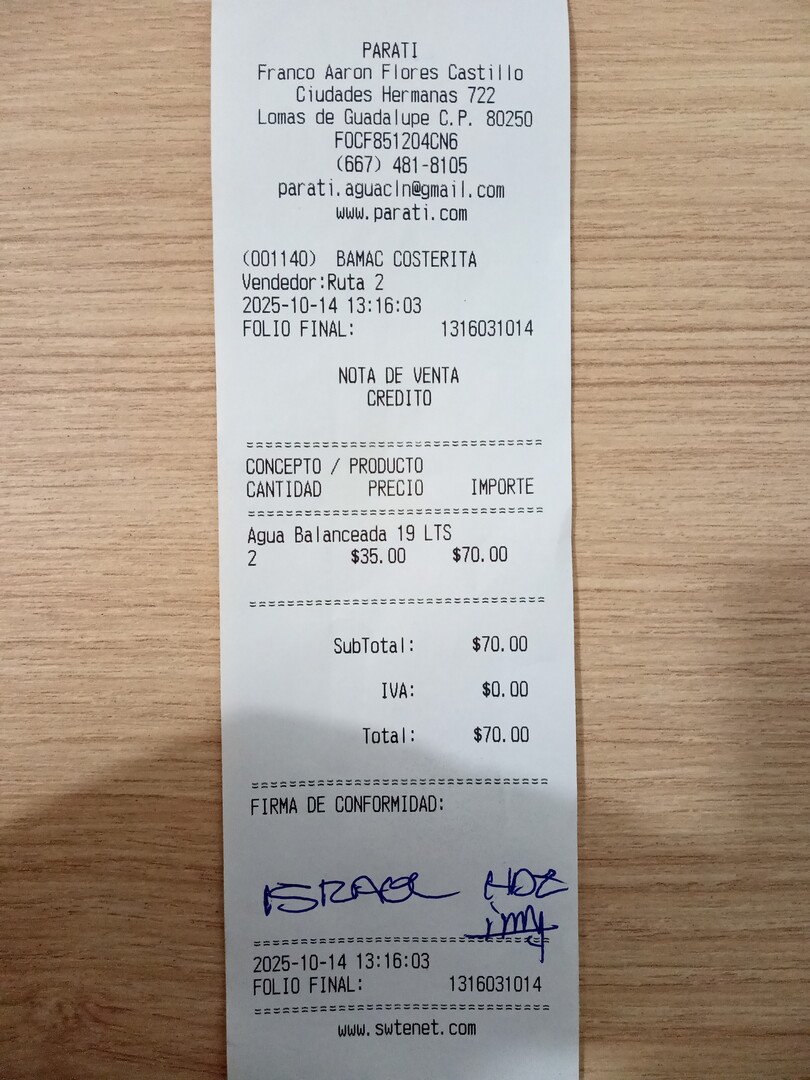 PARATI
Franco Aaron Flores Castillo
Ciudades Hermanas 722
Lomas de Guadalupe C.P. 80250
FOCF851204CN6
(667) 481-8105
parati.aguacln@gmail.com
www.parati.com
(001140) BAMAC COSTERITA
Vendedor:Ruta 2
2025-10-14 13:16:03
FOLIO FINAL: 1316031014
NOTA DE VENTA
CREDITO
CONCEPTO / PRODUCTO
CANTIDAD PRECIO IMPORTE
Agua Balanceada 19 LTS
2 $35.00 $70.00
SubTotal: $70.00
IVA: $0.00
Total: $70.00
FIRMA DE CONFORMIDAD:
ISRAEL HDZ
2025-10-14 13:16:03
FOLIO FINAL: 1316031014
www.swtenet.com